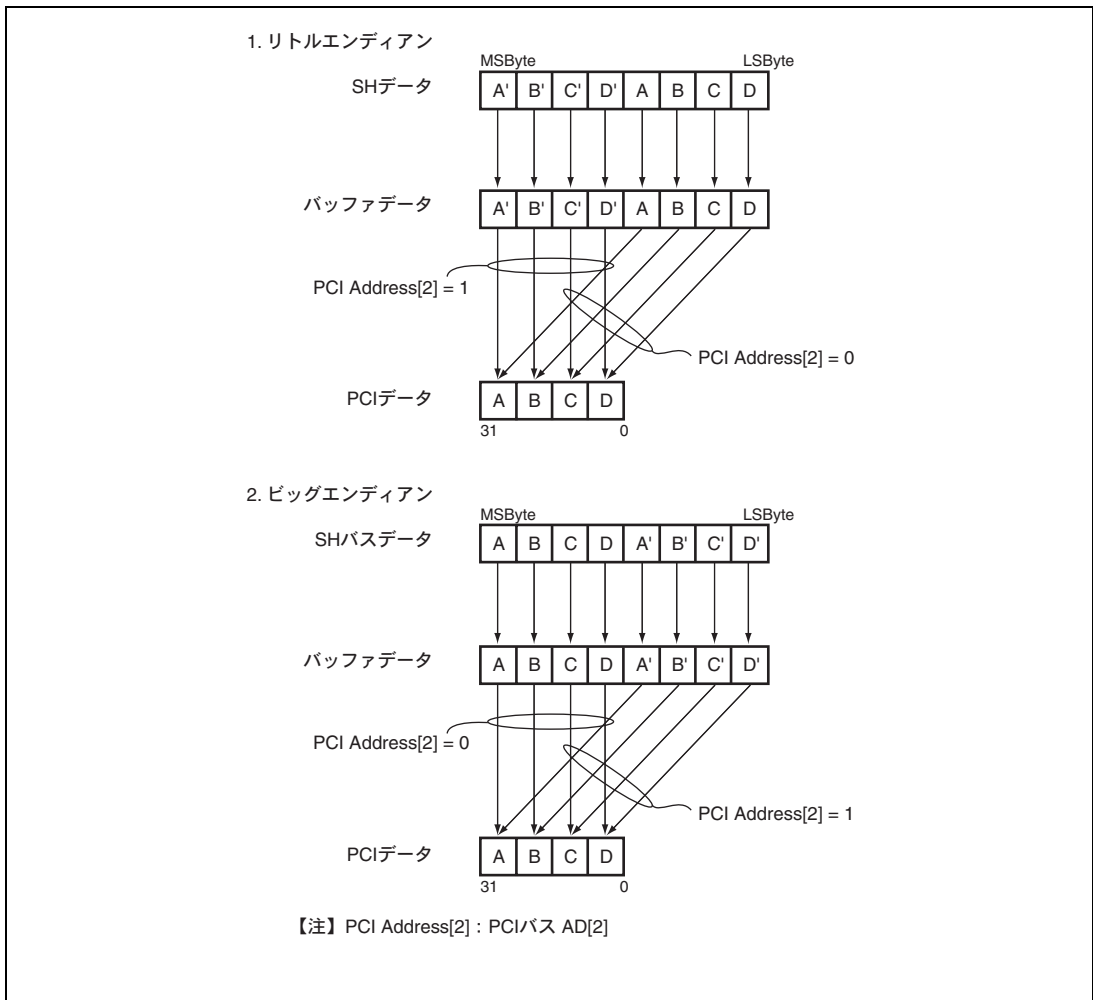 1. リトルエンディアン
MSByte LSByte
SHデータ A' B' C' D' A B C D
バッファデータ A' B' C' D' A B C D
PCI Address[2] = 1
PCI Address[2] = 0
PCIデータ A B C D
31 0
2. ビッグエンディアン
MSByte LSByte
SHバスデータ A B C D A' B' C' D'
バッファデータ A B C D A' B' C' D'
PCI Address[2] = 0
PCI Address[2] = 1
PCIデータ A B C D
31 0
【注】PCI Address[2]：PCIバス AD[2]